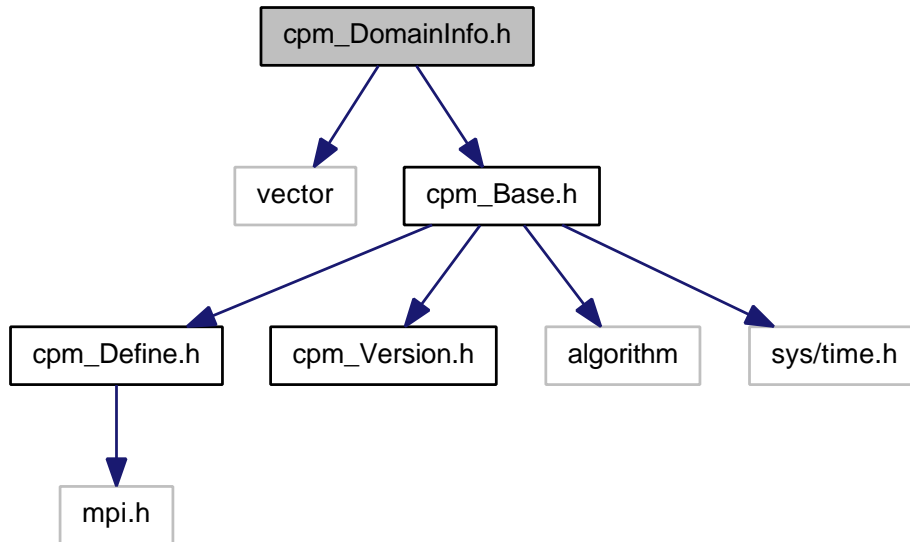 cpm_DomainInfo.h
vector
cpm_Base.h
cpm_Define.h
cpm_Version.h
algorithm
sys/time.h
mpi.h